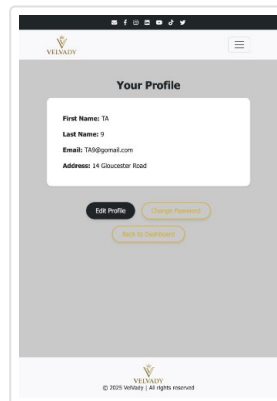 VELVADY
Your Profile
First Name: TA
Last Name: 9
Email: TA9@gomail.com
Address: 14 Gloucester Road
Edit Profile
Change Password
Back to Dashboard
VELVADY
© 2025 VelVady | All rights reserved